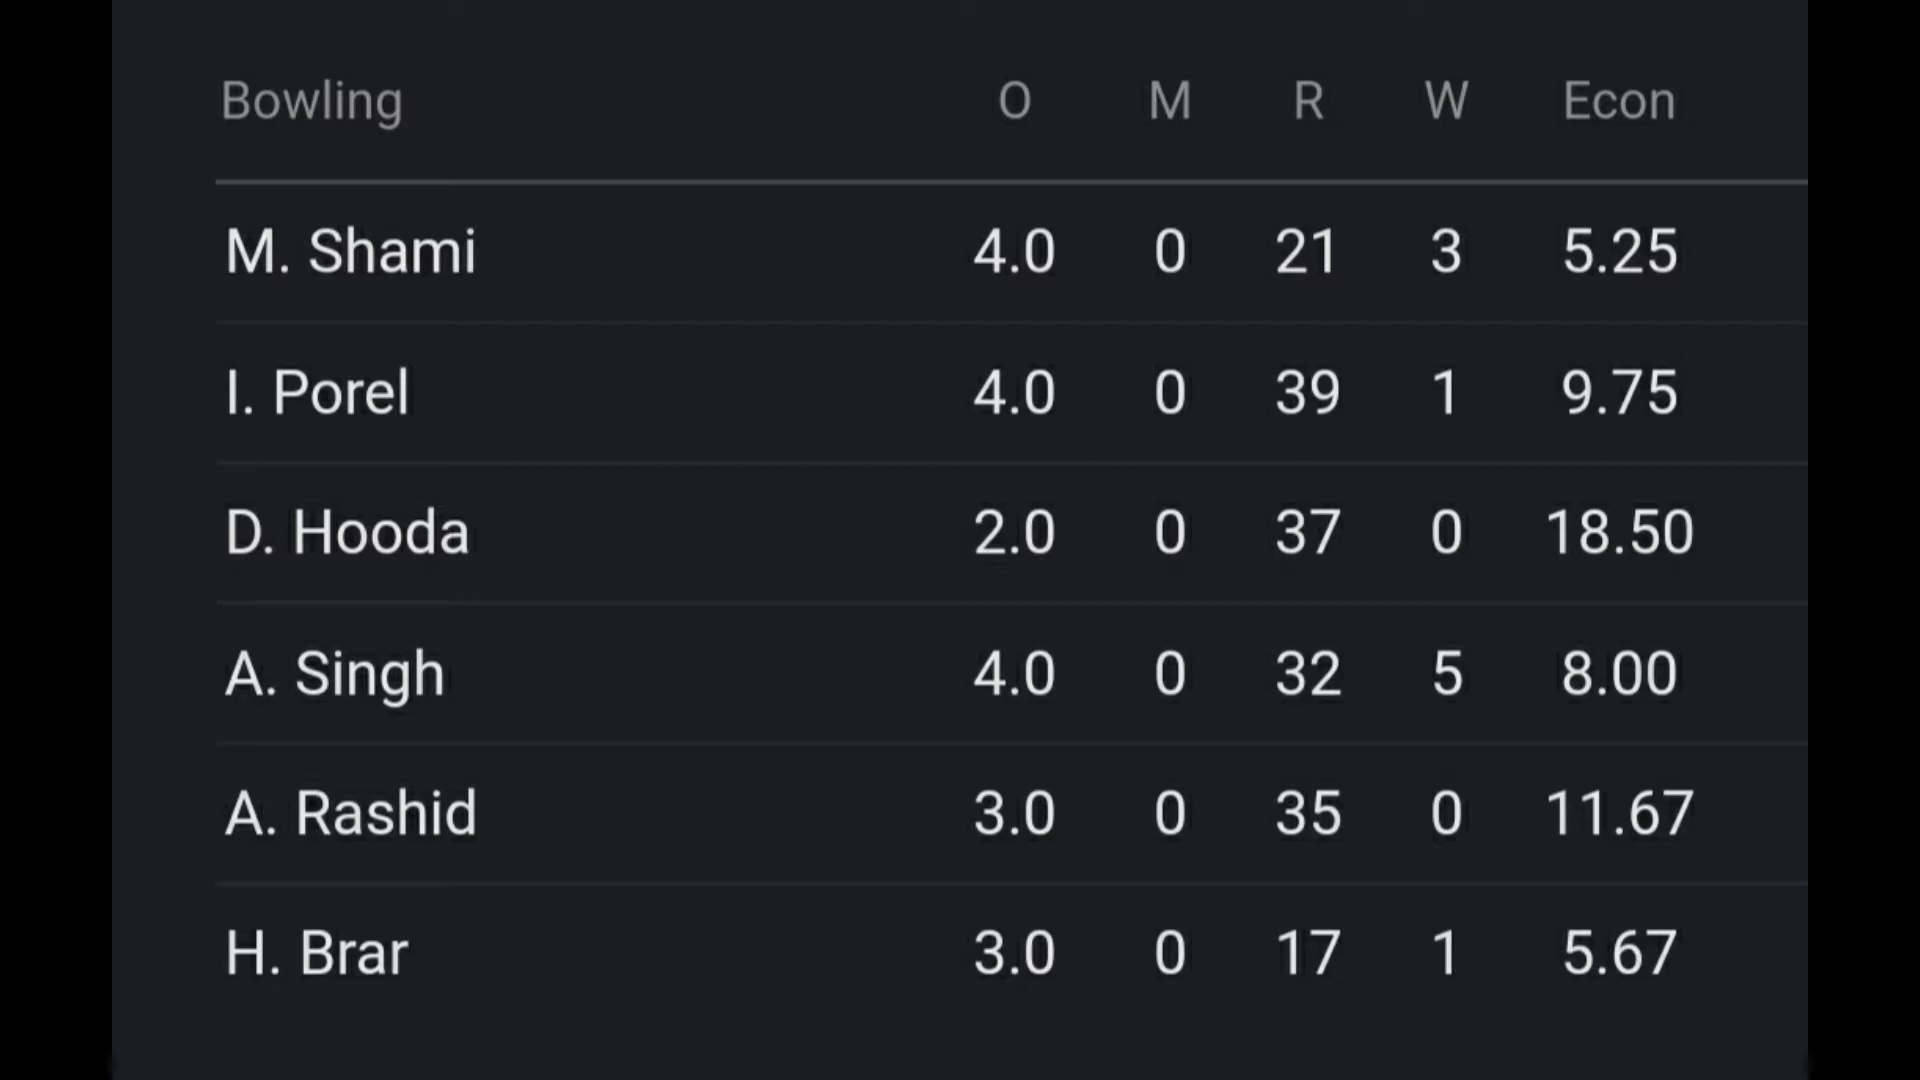 Bowling O M R W Econ
M. Shami 4.0 0 21 3 5.25
I. Porel 4.0 0 39 1 9.75
D. Hooda 2.0 0 37 0 18.50
A. Singh 4.0 0 32 5 8.00
A. Rashid 3.0 0 35 0 11.67
H. Brar 3.0 0 17 1 5.67